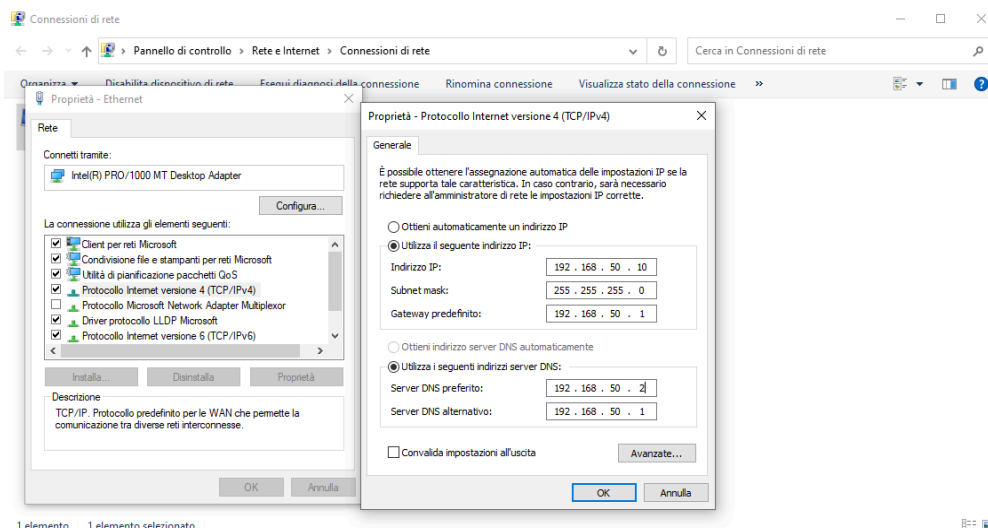 Connessioni di rete
Pannello di controllo > Rete e Internet > Connessioni di rete
Cerca in Connessioni di rete
Organizza Disabilita dispositivo di rete Esegui diagnosi della connessione Rinomina connessione Visualizza stato della connessione »
Proprietà - Ethernet
Rete
Connetti tramite:
Intel(R) PRO/1000 MT Desktop Adapter
Configura...
La connessione utilizza gli elementi seguenti:
Client per reti Microsoft
Condivisione file e stampanti per reti Microsoft
Utilità di pianificazione pacchetti QoS
Protocollo Internet versione 4 (TCP/IPv4)
Protocollo Microsoft Network Adapter Multiplexor
Driver protocollo LLDP Microsoft
Protocollo Internet versione 6 (TCP/IPv6)
Installa... Disinstalla Proprietà
Descrizione
TCP/IP. Protocollo predefinito per le WAN che permette la
comunicazione tra diverse reti interconnesse.
OK Annulla
Proprietà - Protocollo Internet versione 4 (TCP/IPv4)
Generale
È possibile ottenere l'assegnazione automatica delle impostazioni IP se la
rete supporta tale caratteristica. In caso contrario, sarà necessario
richiedere all'amministratore di rete le impostazioni IP corrette.
Ottieni automaticamente un indirizzo IP
Utilizza il seguente indirizzo IP:
Indirizzo IP: 192 . 168 . 50 . 10
Subnet mask: 255 . 255 . 255 . 0
Gateway predefinito: 192 . 168 . 50 . 1
Ottieni indirizzo server DNS automaticamente
Utilizza i seguenti indirizzi server DNS:
Server DNS preferito: 192 . 168 . 50 . 2
Server DNS alternativo: 192 . 168 . 50 . 1
Convalida impostazioni all'uscita
Avanzate...
OK Annulla
1 elemento 1 elemento selezionato